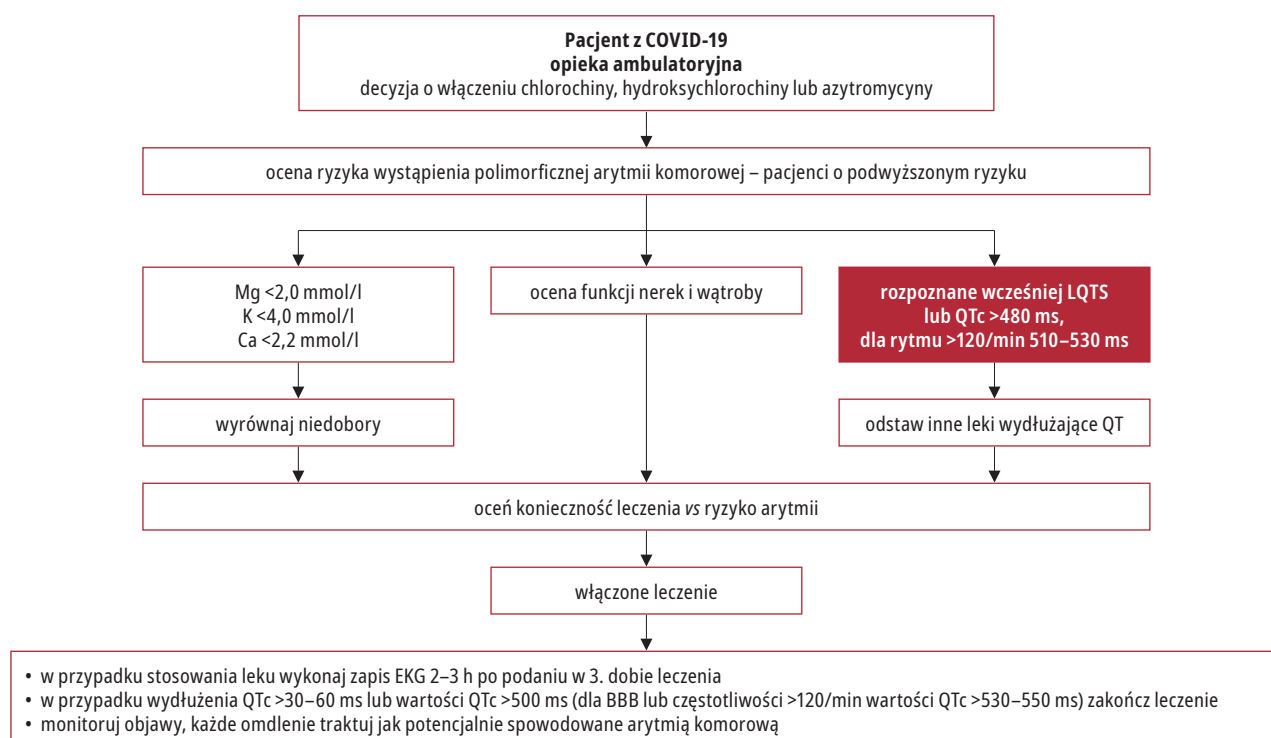 Pacjent z COVID-19
opieka ambulatoryjna
decyzja o włączeniu chlorochiny, hydroksychlorochiny lub azytromycyny
ocena ryzyka wystąpienia polimorficznej arytmii komorowej – pacjenci o podwyższonym ryzyku
Mg <2,0 mmol/l
K <4,0 mmol/l
Ca <2,2 mmol/l
ocena funkcji nerek i wątroby
rozpoznane wcześniej LQTS
lub QTc >480 ms,
dla rytmu >120/min 510–530 ms
wyrównaj niedobory
odstaw inne leki wydłużające QT
oceń konieczność leczenia vs ryzyko arytmii
włączone leczenie
• w przypadku stosowania leku wykonaj zapis EKG 2–3 h po podaniu w 3. dobie leczenia
• w przypadku wydłużenia QTc >30–60 ms lub wartości QTc >500 ms (dla BBB lub częstotliwości >120/min wartości QTc >530–550 ms) zakończ leczenie
• monitoruj objawy, każde omdlenie traktuj jak potencjalnie spowodowane arytmią komorową